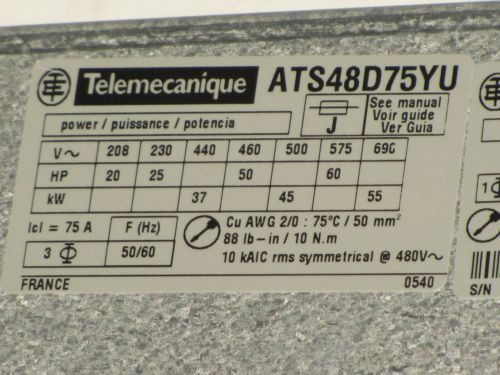 Telemecanique ATS48D75YU
power / puissance / potencia
J
See manual
Voir guide
Ver Guia
V~ 208 230 440 460 500 575 690
HP 20 25 50 60
kW 37 45 55
Icl = 75 A F (Hz)
3 Φ 50/60
Cu AWG 2/0 : 75°C / 50 mm²
88 lb-in / 10 N.m
10 kAIC rms symmetrical @ 480V~
FRANCE 0540
1Φ
S/N